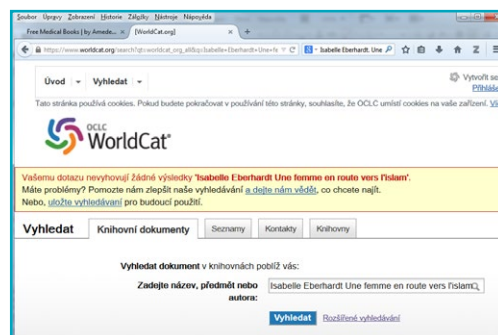 Soubor Úpravy Zobrazení Historie Záložky Nástroje Nápověda
Free Medical Books | by Amede... × [WorldCat.org] × +
https://www.worldcat.org/search?qt=worldcat_org_all&q=Isabelle+Eberhardt+Une+fe Isabelle Eberhardt. Une
Úvod Vyhledat Vytvořit se
Přihláše
Tato stránka používá cookies. Pokud budete pokračovat v používání této stránky, souhlasíte, že OCLC umístí cookies na vaše zařízení.
OCLC
WorldCat®
Vašemu dotazu nevyhovují žádné výsledky 'Isabelle Eberhardt Une femme en route vers l'Islam'.
Máte problémy? Pomozte nám zlepšit naše vyhledávání a dejte nám vědět, co chcete najít.
Nebo, uložte vyhledávaní pro budoucí použití.
Vyhledat Knihovní dokumenty Seznamy Kontakty Knihovny
Vyhledat dokument v knihovnách poblíž vás:
Zadejte název, předmět nebo Isabelle Eberhardt Une femme en route vers l'Islam
autora:
Vyhledat Rozšířené vyhledávání